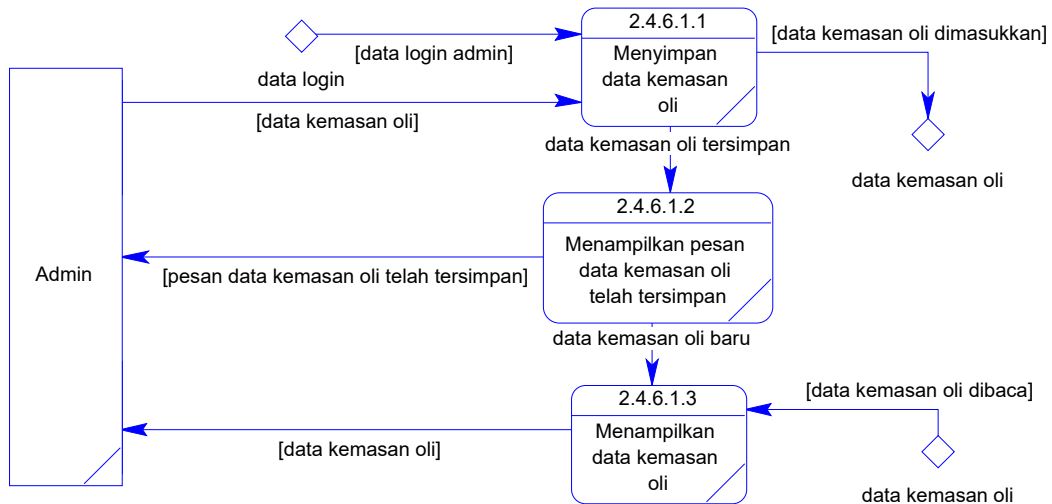 2.4.6.1.1
Menyimpan
data kemasan
oli
[data kemasan oli dimasukkan]
[data login admin]
data login
[data kemasan oli]
data kemasan oli tersimpan
data kemasan oli
2.4.6.1.2
Menampilkan pesan
data kemasan oli
telah tersimpan
Admin
[pesan data kemasan oli telah tersimpan]
data kemasan oli baru
2.4.6.1.3
Menampilkan
data kemasan
oli
[data kemasan oli dibaca]
[data kemasan oli]
data kemasan oli